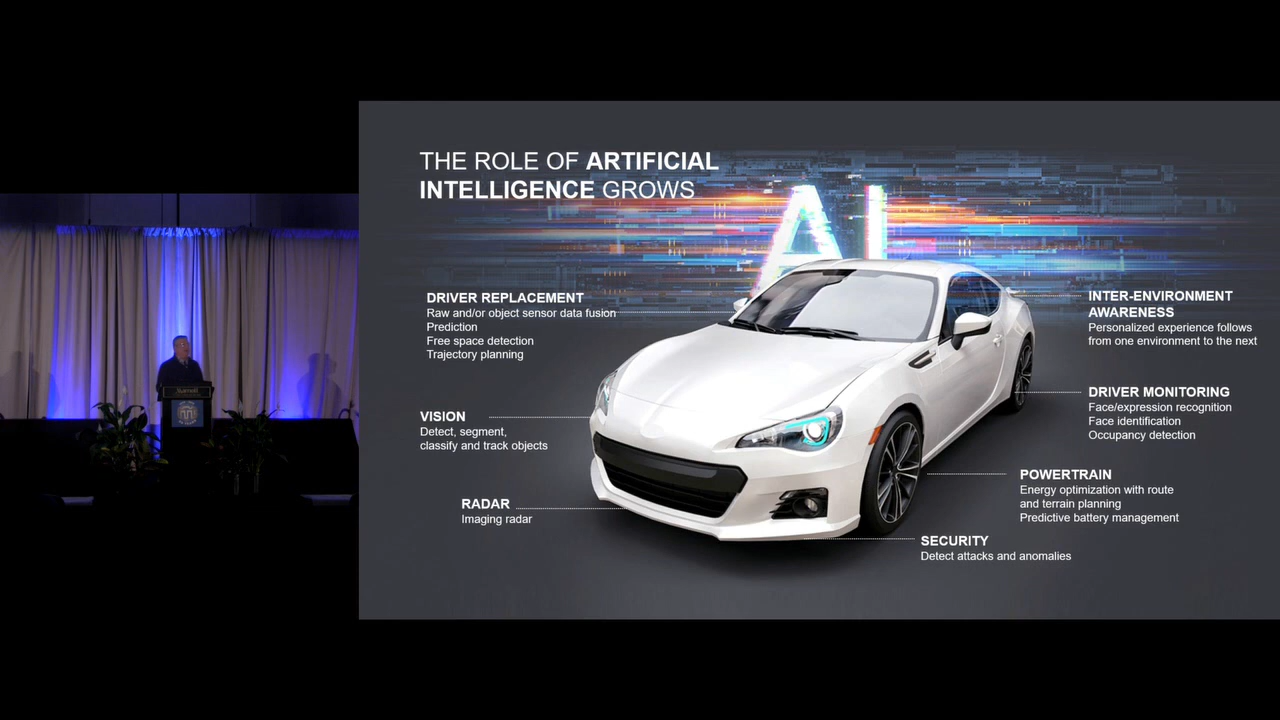 THE ROLE OF ARTIFICIAL
INTELLIGENCE GROWS
AI
DRIVER REPLACEMENT
Raw and/or object sensor data fusion
Prediction
Free space detection
Trajectory planning
VISION
Detect, segment,
classify and track objects
RADAR
Imaging radar
INTER-ENVIRONMENT
AWARENESS
Personalized experience follows
from one environment to the next
DRIVER MONITORING
Face/expression recognition
Face identification
Occupancy detection
POWERTRAIN
Energy optimization with route
and terrain planning
Predictive battery management
SECURITY
Detect attacks and anomalies
Marriott